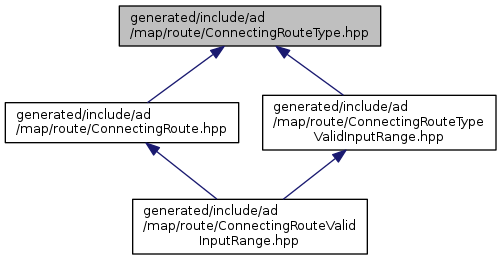 generated/include/ad
/map/route/ConnectingRouteType.hpp
generated/include/ad
/map/route/ConnectingRoute.hpp
generated/include/ad
/map/route/ConnectingRouteType
ValidInputRange.hpp
generated/include/ad
/map/route/ConnectingRouteValid
InputRange.hpp